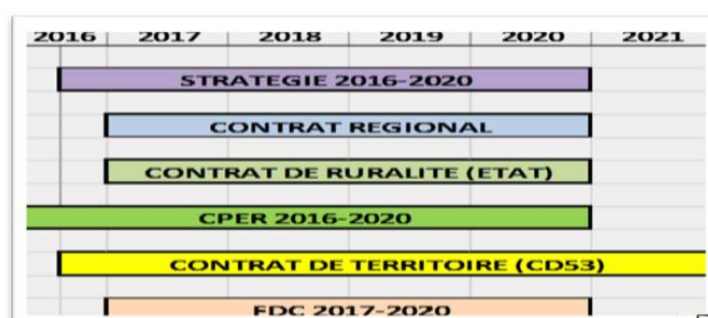 2016 2017 2018 2019 2020 2021
STRATEGIE 2016-2020
CONTRAT REGIONAL
CONTRAT DE RURALITE (ETAT)
CPER 2016-2020
CONTRAT DE TERRITOIRE (CD53)
FDC 2017-2020